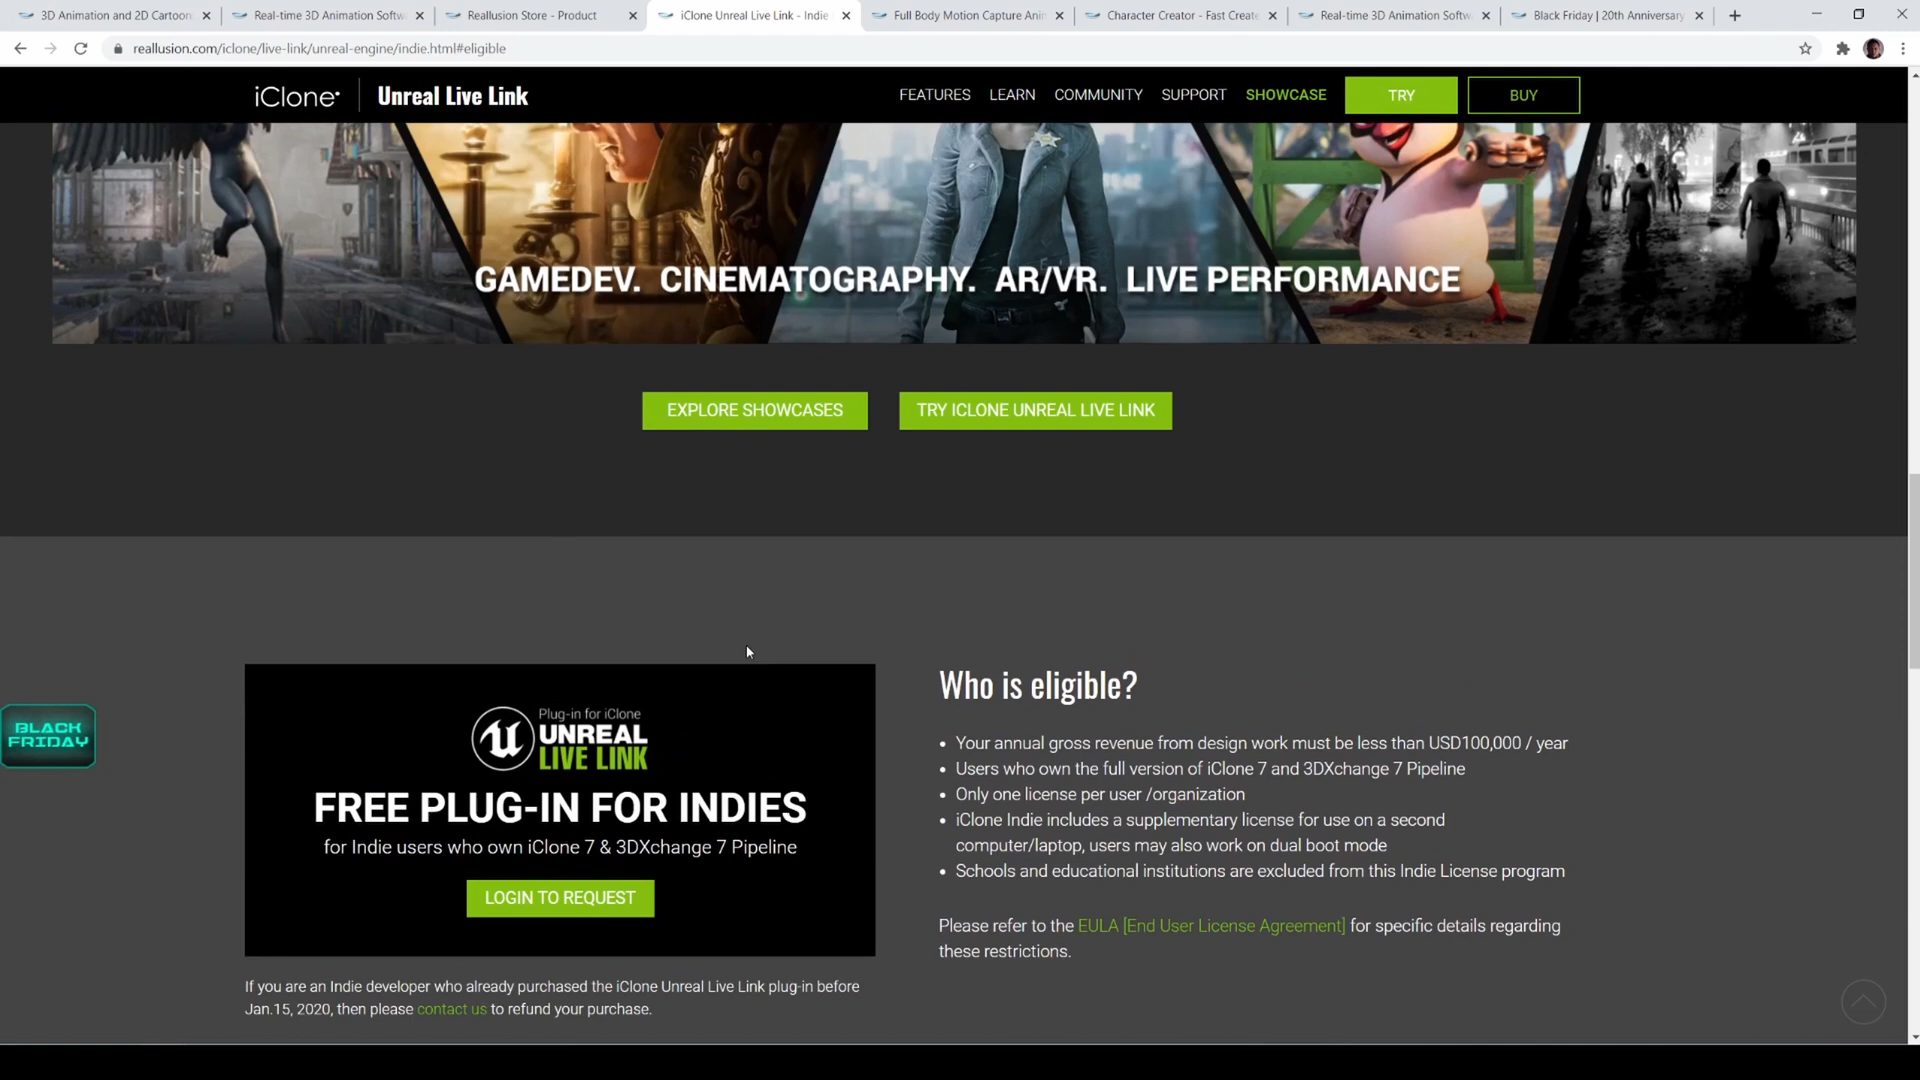 3D Animation and 2D Cartoon
Real-time 3D Animation Softw
Reallusion Store - Product
iClone Unreal Live Link - Indie
Full Body Motion Capture Ani
Character Creator - Fast Create
Real-time 3D Animation Softw
Black Friday | 20th Anniversary
reallusion.com/iclone/live-link/unreal-engine/indie.html#eligible
iClone
Unreal Live Link
FEATURES
LEARN
COMMUNITY
SUPPORT
SHOWCASE
TRY
BUY
GAMEDEV. CINEMATOGRAPHY. AR/VR. LIVE PERFORMANCE
EXPLORE SHOWCASES
TRY ICLONE UNREAL LIVE LINK
BLACK
FRIDAY
Plug-in for iClone
UNREAL
LIVE LINK
FREE PLUG-IN FOR INDIES
for Indie users who own iClone 7 & 3DXchange 7 Pipeline
LOGIN TO REQUEST
If you are an Indie developer who already purchased the iClone Unreal Live Link plug-in before
Jan.15, 2020, then please contact us to refund your purchase.
Who is eligible?
• Your annual gross revenue from design work must be less than USD100,000 / year
• Users who own the full version of iClone 7 and 3DXchange 7 Pipeline
• Only one license per user /organization
• iClone Indie includes a supplementary license for use on a second
computer/laptop, users may also work on dual boot mode
• Schools and educational institutions are excluded from this Indie License program
Please refer to the EULA [End User License Agreement] for specific details regarding
these restrictions.